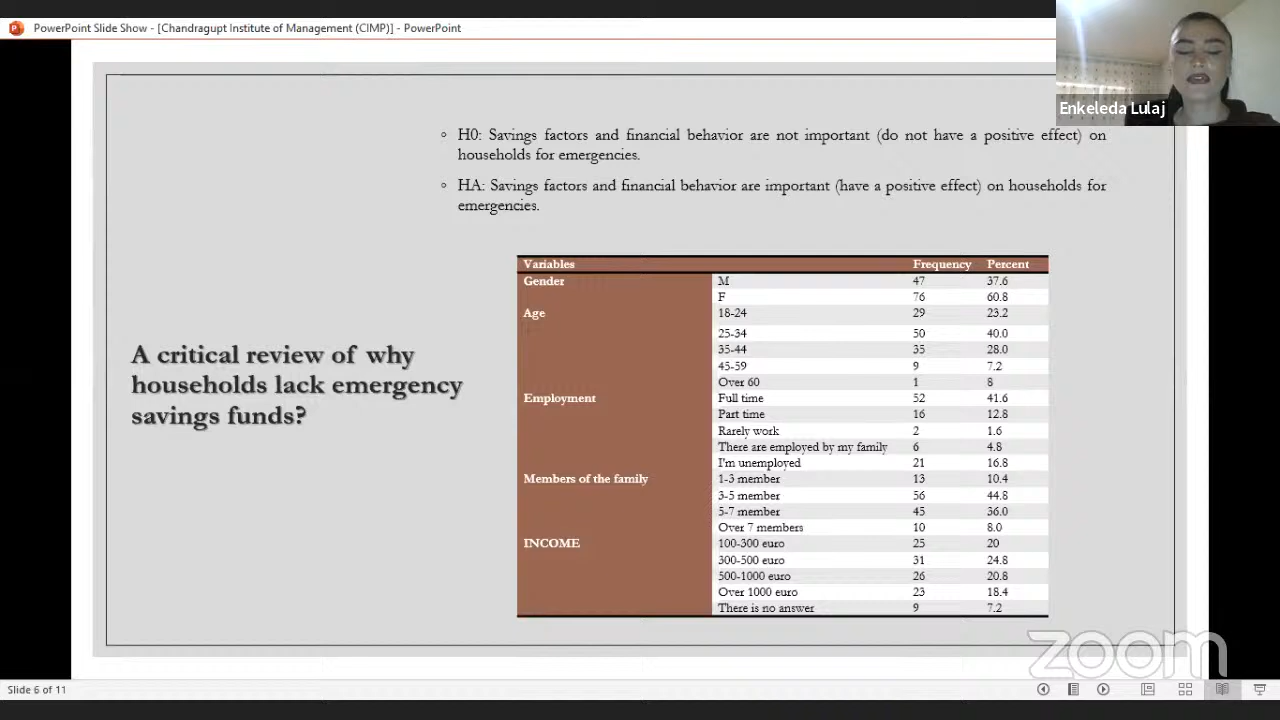 PowerPoint Slide Show - [Chandragupt Institute of Management (CIMP)] - PowerPoint
Enkeleda Lulaj
◦ H0: Savings factors and financial behavior are not important (do not have a positive effect) on
households for emergencies.
◦ HA: Savings factors and financial behavior are important (have a positive effect) on households for
emergencies.
A critical review of why
households lack emergency
savings funds?
Variables Frequency Percent
Gender M 47 37.6
F 76 60.8
Age 18-24 29 23.2
25-34 50 40.0
35-44 35 28.0
45-59 9 7.2
Over 60 1 8
Employment Full time 52 41.6
Part time 16 12.8
Rarely work 2 1.6
There are employed by my family 6 4.8
I'm unemployed 21 16.8
Members of the family 1-3 member 13 10.4
3-5 member 56 44.8
5-7 member 45 36.0
Over 7 members 10 8.0
INCOME 100-300 euro 25 20
300-500 euro 31 24.8
500-1000 euro 26 20.8
Over 1000 euro 23 18.4
There is no answer 9 7.2
zoom
Slide 6 of 11